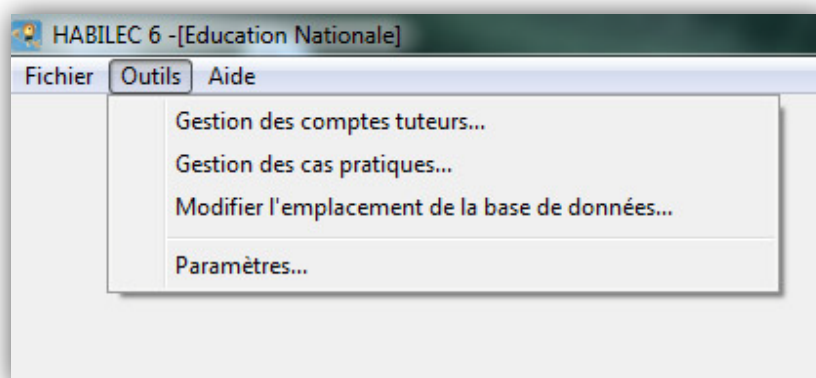 HABILEC 6 -[Education Nationale]
Fichier Outils Aide
Gestion des comptes tuteurs...
Gestion des cas pratiques...
Modifier l'emplacement de la base de données...
Paramètres...